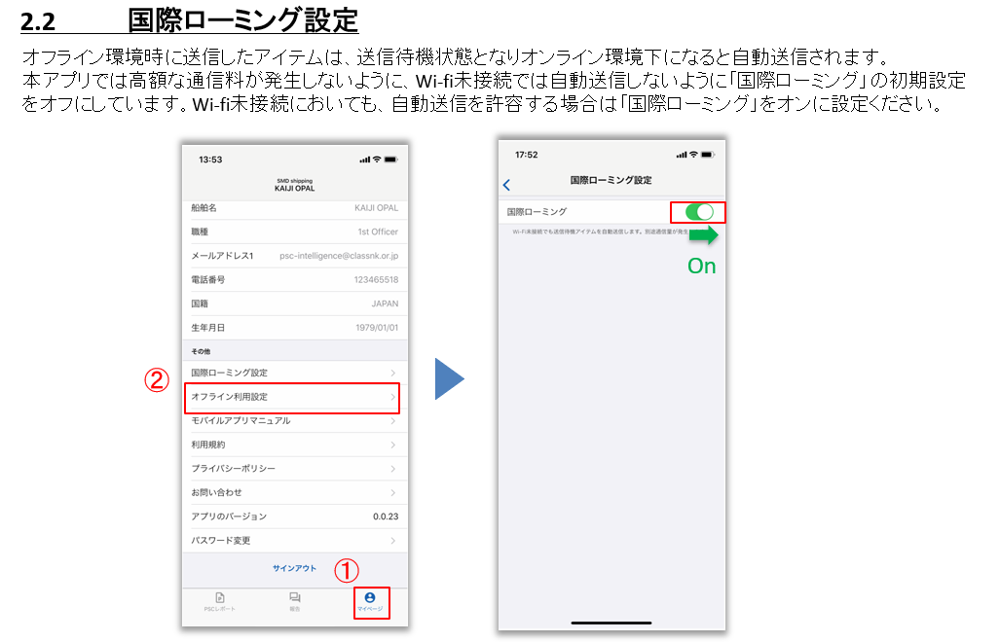 2.2 国際ローミング設定
オフライン環境時に送信したアイテムは、送信待機状態となりオンライン環境下になると自動送信されます。
本アプリでは高額な通信料が発生しないように、Wi-fi未接続では自動送信しないように「国際ローミング」の初期設定
をオフにしています。Wi-fi未接続においても、自動送信を許容する場合は「国際ローミング」をオンに設定ください。
13:53
SMD shipping
KAIJI OPAL
船舶名 KAIJI OPAL
職種 1st Officer
メールアドレス1 psc-intelligence@classnk.or.jp
電話番号 123465518
国籍 JAPAN
生年月日 1979/01/01
その他
国際ローミング設定
②
オフライン利用設定
モバイルアプリマニュアル
利用規約
プライバシーポリシー
お問い合わせ
アプリのバージョン 0.0.23
パスワード変更
サインアウト
①
PSCレポート 報告 マイページ
17:52
国際ローミング設定
国際ローミング
Wi-Fi未接続でも送信待機アイテムを自動送信します。別途通信量が発生
On